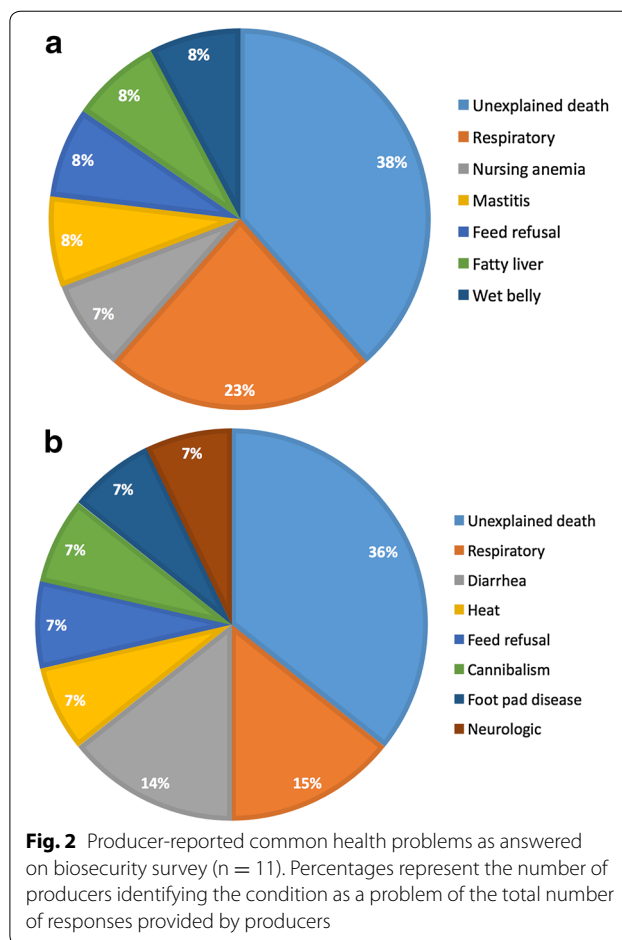 a
8%
8%
8%
8%
7%
23%
38%
Unexplained death
Respiratory
Nursing anemia
Mastitis
Feed refusal
Fatty liver
Wet belly
b
7%
7%
7%
7%
7%
14%
15%
36%
Unexplained death
Respiratory
Diarrhea
Heat
Feed refusal
Cannibalism
Foot pad disease
Neurologic
Fig. 2 Producer-reported common health problems as answered
on biosecurity survey (n = 11). Percentages represent the number of
producers identifying the condition as a problem of the total number
of responses provided by producers